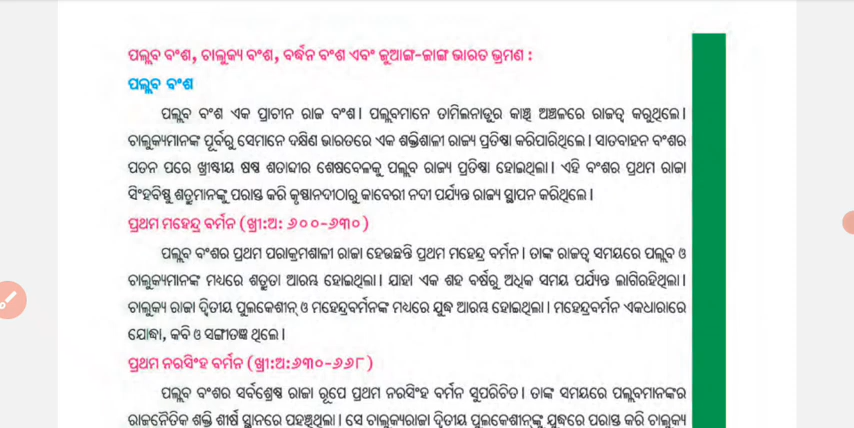 ପଲ୍ଲବ ବଂଶ, ଚାଲୁକ୍ୟ ବଂଶ, ବର୍ଦ୍ଧନ ବଂଶ ଏବଂ ହୁଆଙ୍ଗ-ଜାଙ୍ଗ ଭାରତ ଭ୍ରମଣ :
ପଲ୍ଲବ ବଂଶ
ପଲ୍ଲବ ବଂଶ ଏକ ପ୍ରାଚୀନ ରାଜ ବଂଶ। ପଲ୍ଲବମାନେ ତାମିଲନାଡୁର କାଞ୍ଚି ଅଞ୍ଚଳରେ ରାଜତ୍ୱ କରୁଥିଲେ।
ଚାଲୁକ୍ୟମାନଙ୍କ ପୂର୍ବରୁ ସେମାନେ ଦକ୍ଷିଣ ଭାରତରେ ଏକ ଶକ୍ତିଶାଳୀ ରାଜ୍ୟ ପ୍ରତିଷ୍ଠା କରିପାରିଥିଲେ। ସାତବାହନ ବଂଶର
ପତନ ପରେ ଖ୍ରୀଷ୍ଟୀୟ ଷଷ୍ଠ ଶତାବ୍ଦୀର ଶେଷବେଳକୁ ପଲ୍ଲବ ରାଜ୍ୟ ପ୍ରତିଷ୍ଠା ହୋଇଥିଲା। ଏହି ବଂଶର ପ୍ରଥମ ରାଜା
ସିଂହବିଷ୍ଣୁ ଶତ୍ରୁମାନଙ୍କୁ ପରାସ୍ତ କରି କୃଷ୍ଣାନଦୀଠାରୁ କାବେରୀ ନଦୀ ପର୍ଯ୍ୟନ୍ତ ରାଜ୍ୟ ସ୍ଥାପନ କରିଥିଲେ।
ପ୍ରଥମ ମହେନ୍ଦ୍ର ବର୍ମନ (ଖ୍ରୀ:ଅ: ୬୦୦-୬୩୦)
ପଲ୍ଲବ ବଂଶର ପ୍ରଥମ ପରାକ୍ରମଶାଳୀ ରାଜା ହେଉଛନ୍ତି ପ୍ରଥମ ମହେନ୍ଦ୍ର ବର୍ମନ। ତାଙ୍କ ରାଜତ୍ୱ ସମୟରେ ପଲ୍ଲବ ଓ
ଚାଲୁକ୍ୟମାନଙ୍କ ମଧ୍ୟରେ ଶତ୍ରୁତା ଆରମ୍ଭ ହୋଇଥିଲା। ଯାହା ଏକ ଶହ ବର୍ଷରୁ ଅଧିକ ସମୟ ପର୍ଯ୍ୟନ୍ତ ଲାଗିରହିଥିଲା।
ଚାଲୁକ୍ୟ ରାଜା ଦ୍ୱିତୀୟ ପୁଲକେଶୀନ୍ ଓ ମହେନ୍ଦ୍ରବର୍ମନଙ୍କ ମଧ୍ୟରେ ଯୁଦ୍ଧ ଆରମ୍ଭ ହୋଇଥିଲା। ମହେନ୍ଦ୍ରବର୍ମନ ଏକଧାରାରେ
ଯୋଦ୍ଧା, କବି ଓ ସଙ୍ଗୀତଜ୍ଞ ଥିଲେ।
ପ୍ରଥମ ନରସିଂହ ବର୍ମନ (ଖ୍ରୀ:ଅ:୬୩୦-୬୬୮)
ପଲ୍ଲବ ବଂଶର ସର୍ବଶ୍ରେଷ୍ଠ ରାଜା ରୂପେ ପ୍ରଥମ ନରସିଂହ ବର୍ମନ ସୁପରିଚିତ। ତାଙ୍କ ସମୟରେ ପଲ୍ଲବମାନଙ୍କର
ରାଜନୈତିକ ଶକ୍ତି ଶୀର୍ଷ ସ୍ଥାନରେ ପହଞ୍ଚିଥିଲା। ସେ ଚାଲୁକ୍ୟରାଜା ଦ୍ୱିତୀୟ ପୁଲକେଶୀନ୍‌ଙ୍କୁ ଯୁଦ୍ଧରେ ପରାସ୍ତ କରି ଚାଲୁକ୍ୟ